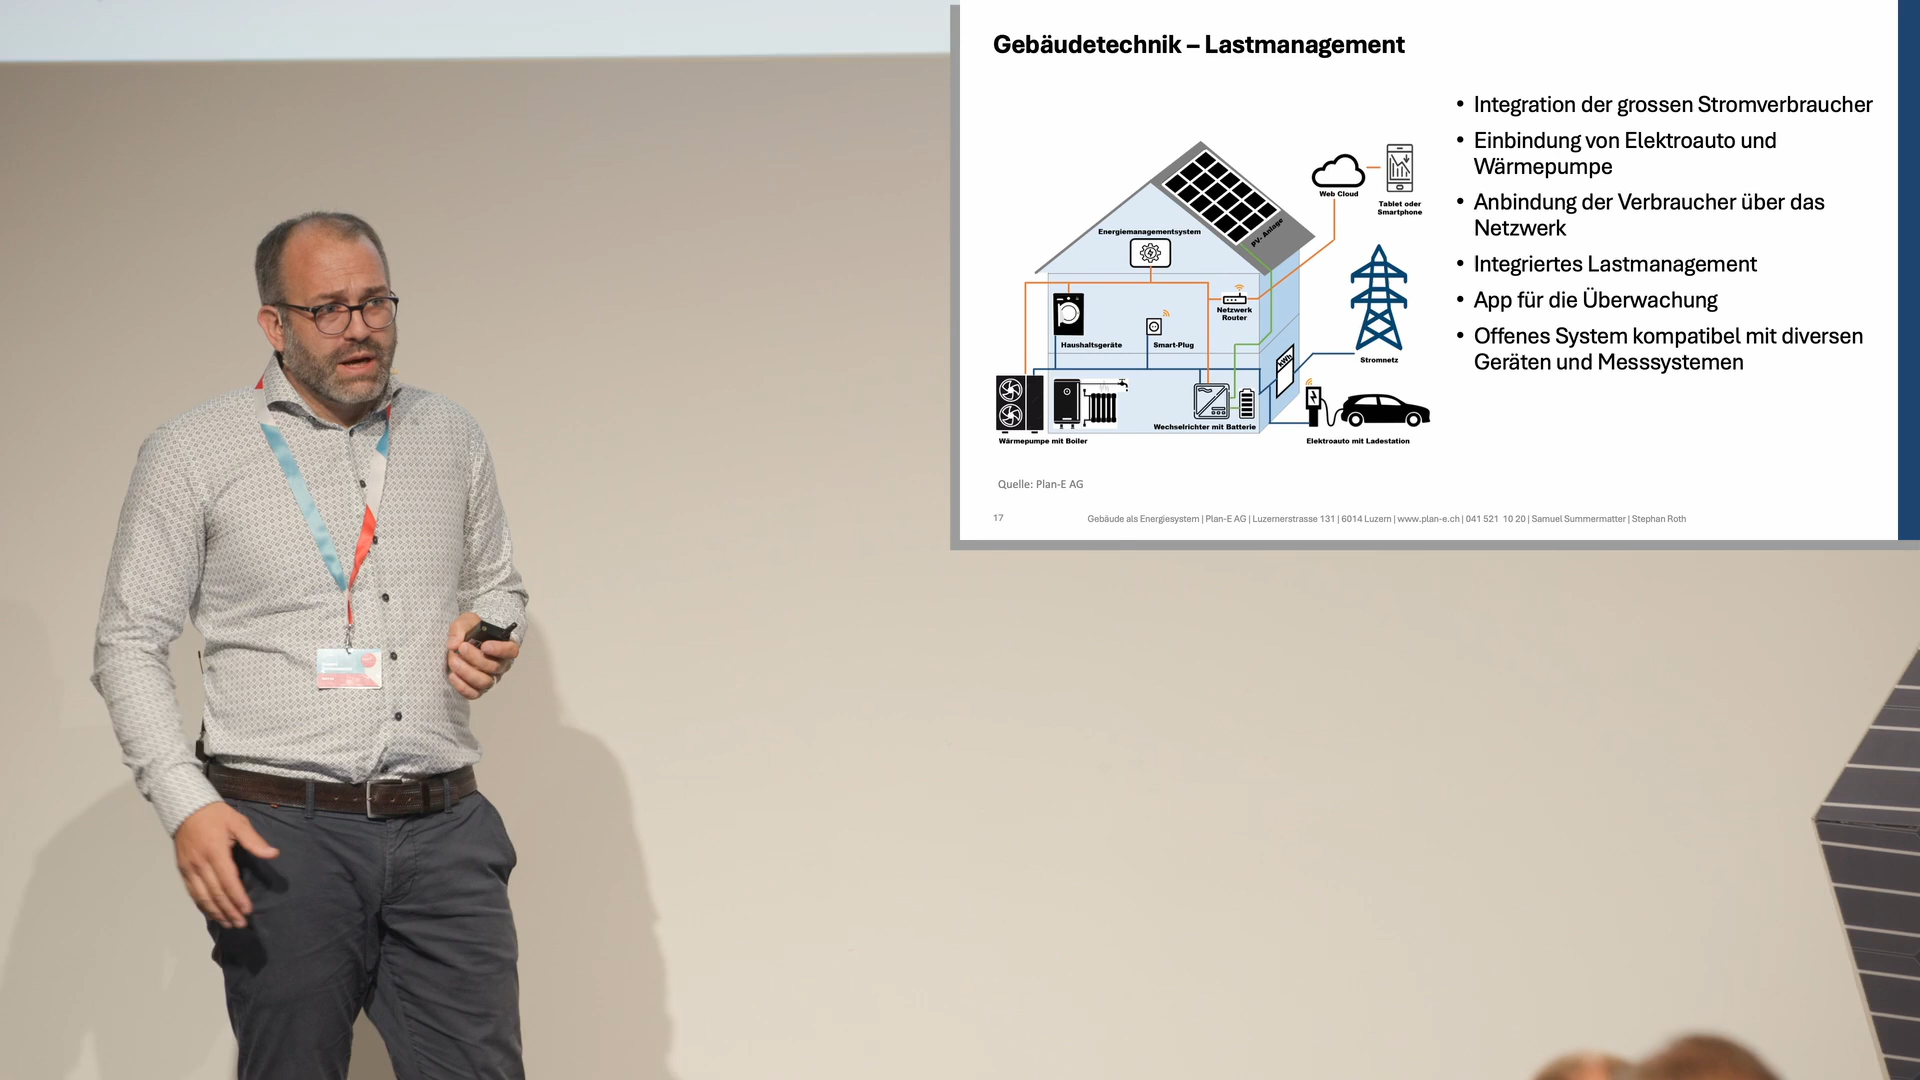 Gebäudetechnik – Lastmanagement
• Integration der grossen Stromverbraucher
• Einbindung von Elektroauto und
Wärmepumpe
• Anbindung der Verbraucher über das
Netzwerk
• Integriertes Lastmanagement
• App für die Überwachung
• Offenes System kompatibel mit diversen
Geräten und Messsystemen
Web Cloud
Tablet oder
Smartphone
Energiemanagementsystem
PV- Anlage
Netzwerk
Router
Haushaltsgeräte
Smart-Plug
kWh
Stromnetz
Wechselrichter mit Batterie
Wärmepumpe mit Boiler
Elektroauto mit Ladestation
Quelle: Plan-E AG
17
Gebäude als Energiesystem | Plan-E AG | Luzernerstrasse 131 | 6014 Luzern | www.plan-e.ch | 041 521 10 20 | Samuel Summermatter | Stephan Roth